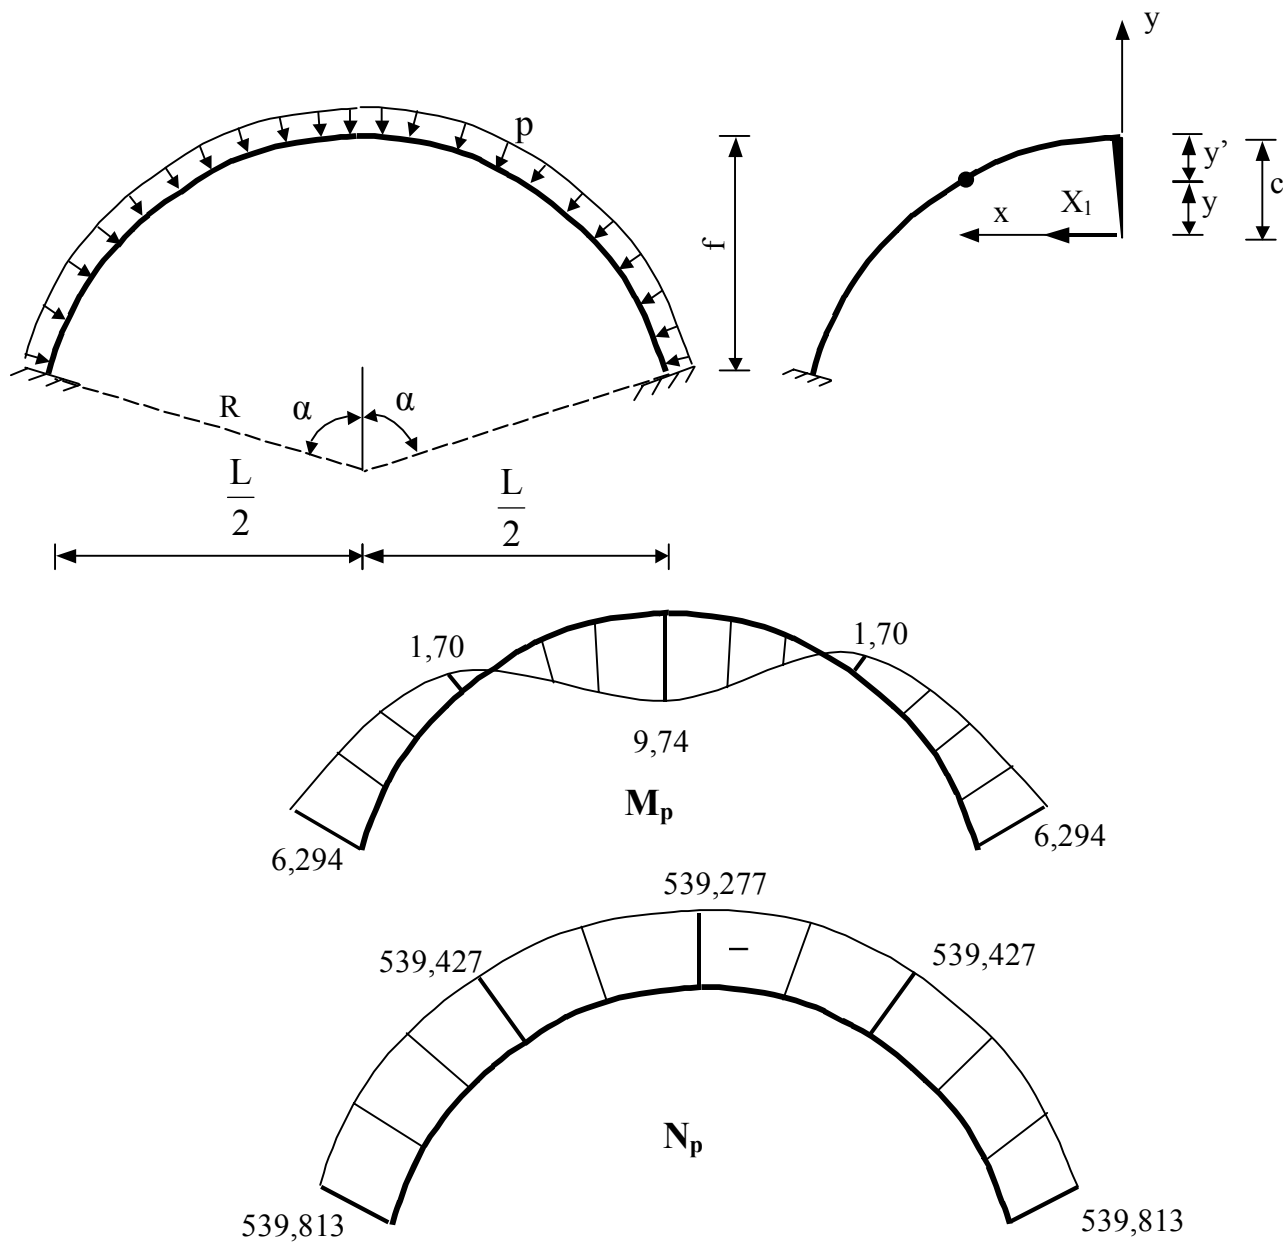 y
p
y’
c
y
x
X₁
f
R
α
α
L
2
L
2
1,70
1,70
9,74
Mₚ
6,294
6,294
539,277
–
539,427
539,427
Nₚ
539,813
539,813